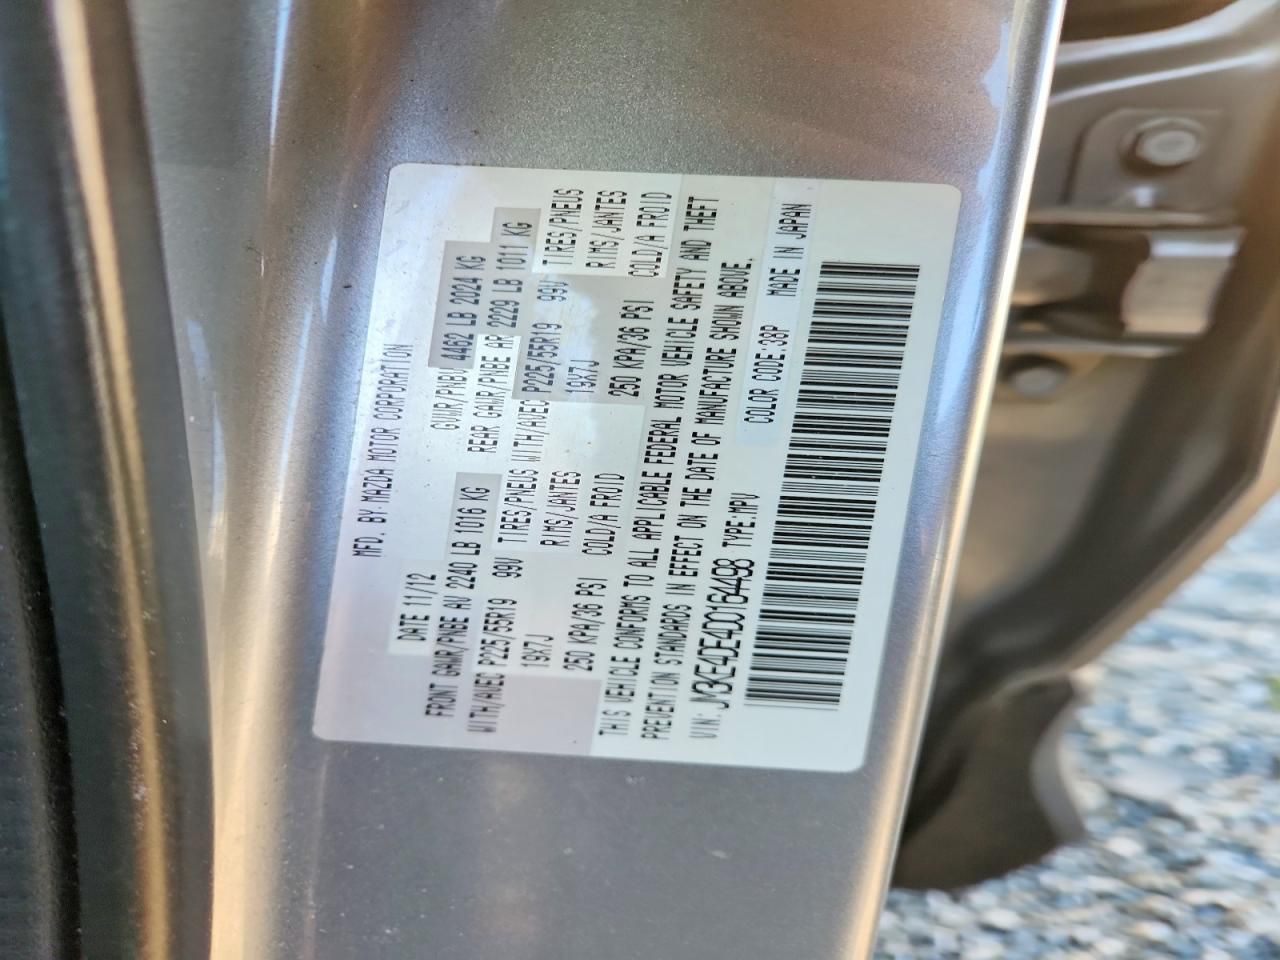 MFD. BY: MAZDA MOTOR CORPORATION
DATE 11/12 GVWR/PNBV 4462 LB 2024 KG
FRONT GAWR/PNBE AV 2240 LB 1016 KG REAR GAWR/PNBE AR 2229 LB 1011 KG
WITH/AVEC P225/55R19 99V TIRES/PNEUS WITH/AVEC P225/55R19 99V TIRES/PNEUS
19X7J RIMS/JANTES 19X7J RIMS/JANTES
250 KPA/36 PSI COLD/A FROID 250 KPA/36 PSI COLD/A FROID
THIS VEHICLE CONFORMS TO ALL APPLICABLE FEDERAL MOTOR VEHICLE SAFETY AND THEFT
PREVENTION STANDARDS IN EFFECT ON THE DATE OF MANUFACTURE SHOWN ABOVE.
VIN: JM3KE4DE4D0164498 TYPE:MPV COLOR CODE:38P MADE IN JAPAN